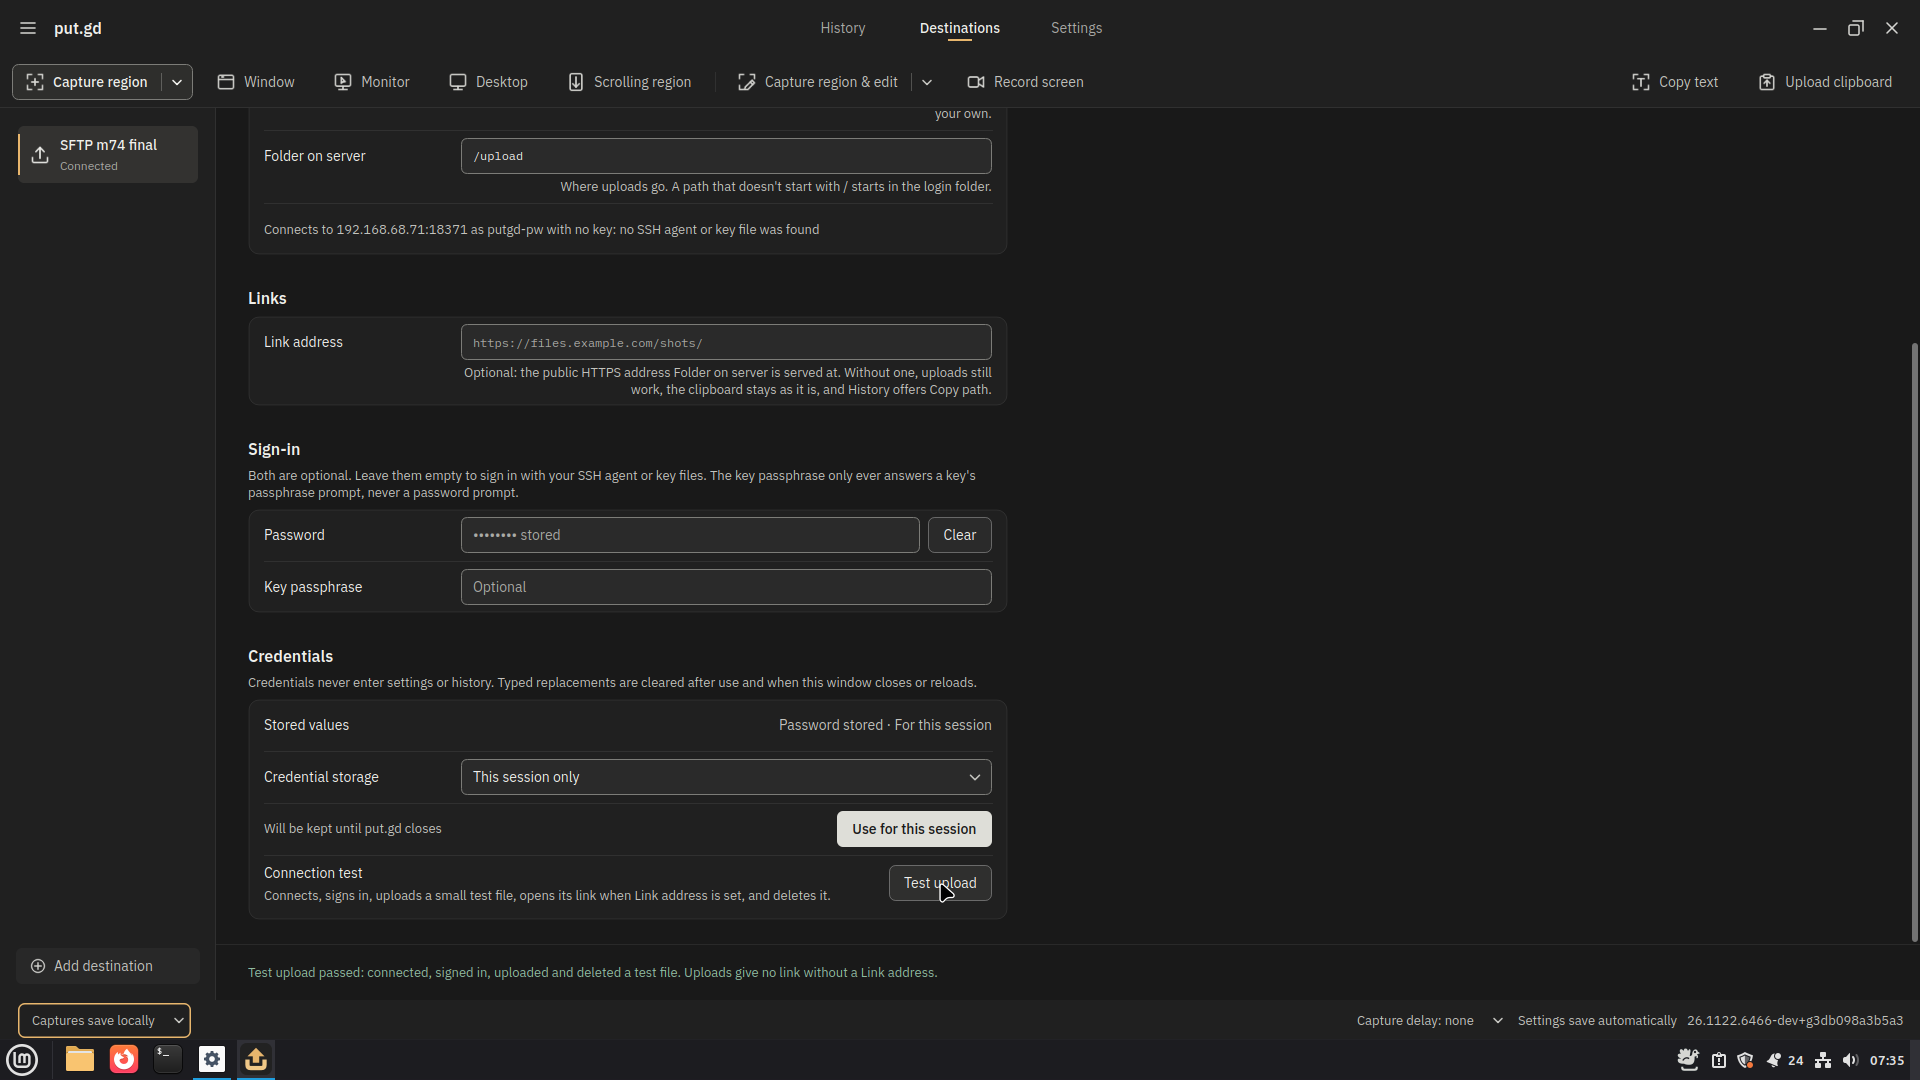 put.gd
History
Destinations
Settings
Capture region
Window
Monitor
Desktop
Scrolling region
Capture region & edit
Record screen
Copy text
Upload clipboard
SFTP m74 final
Connected
your own.
Folder on server
/upload
Where uploads go. A path that doesn't start with / starts in the login folder.
Connects to 192.168.68.71:18371 as putgd-pw with no key: no SSH agent or key file was found
Links
Link address
https://files.example.com/shots/
Optional: the public HTTPS address Folder on server is served at. Without one, uploads still
work, the clipboard stays as it is, and History offers Copy path.
Sign-in
Both are optional. Leave them empty to sign in with your SSH agent or key files. The key passphrase only ever answers a key's
passphrase prompt, never a password prompt.
Password
•••••••• stored
Clear
Key passphrase
Optional
Credentials
Credentials never enter settings or history. Typed replacements are cleared after use and when this window closes or reloads.
Stored values
Password stored · For this session
Credential storage
This session only
Will be kept until put.gd closes
Use for this session
Connection test
Connects, signs in, uploads a small test file, opens its link when Link address is set, and deletes it.
Test upload
Add destination
Test upload passed: connected, signed in, uploaded and deleted a test file. Uploads give no link without a Link address.
Captures save locally
Capture delay: none
Settings save automatically
26.1122.6466-dev+g3db098a3b5a3
24
07:35